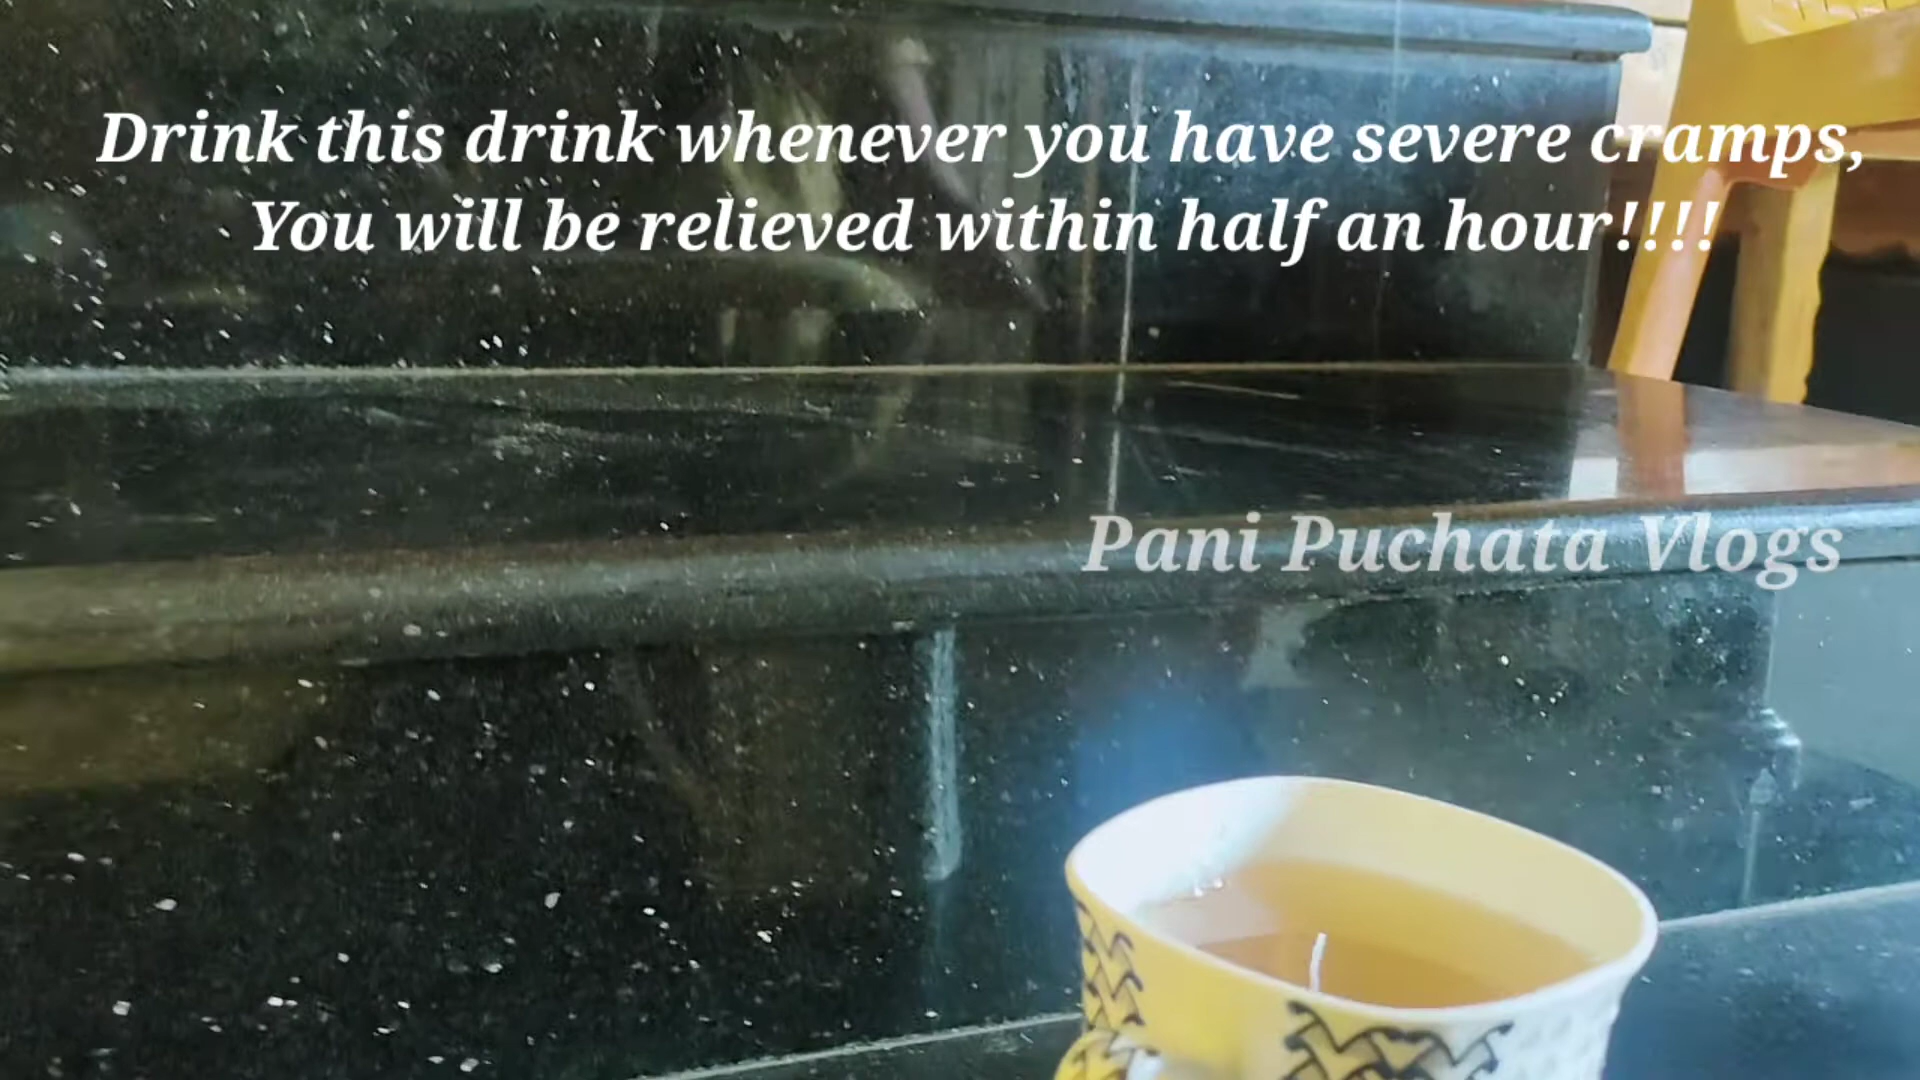 Drink this drink whenever you have severe cramps,
You will be relieved within half an hour!!!!
Pani Puchata Vlogs